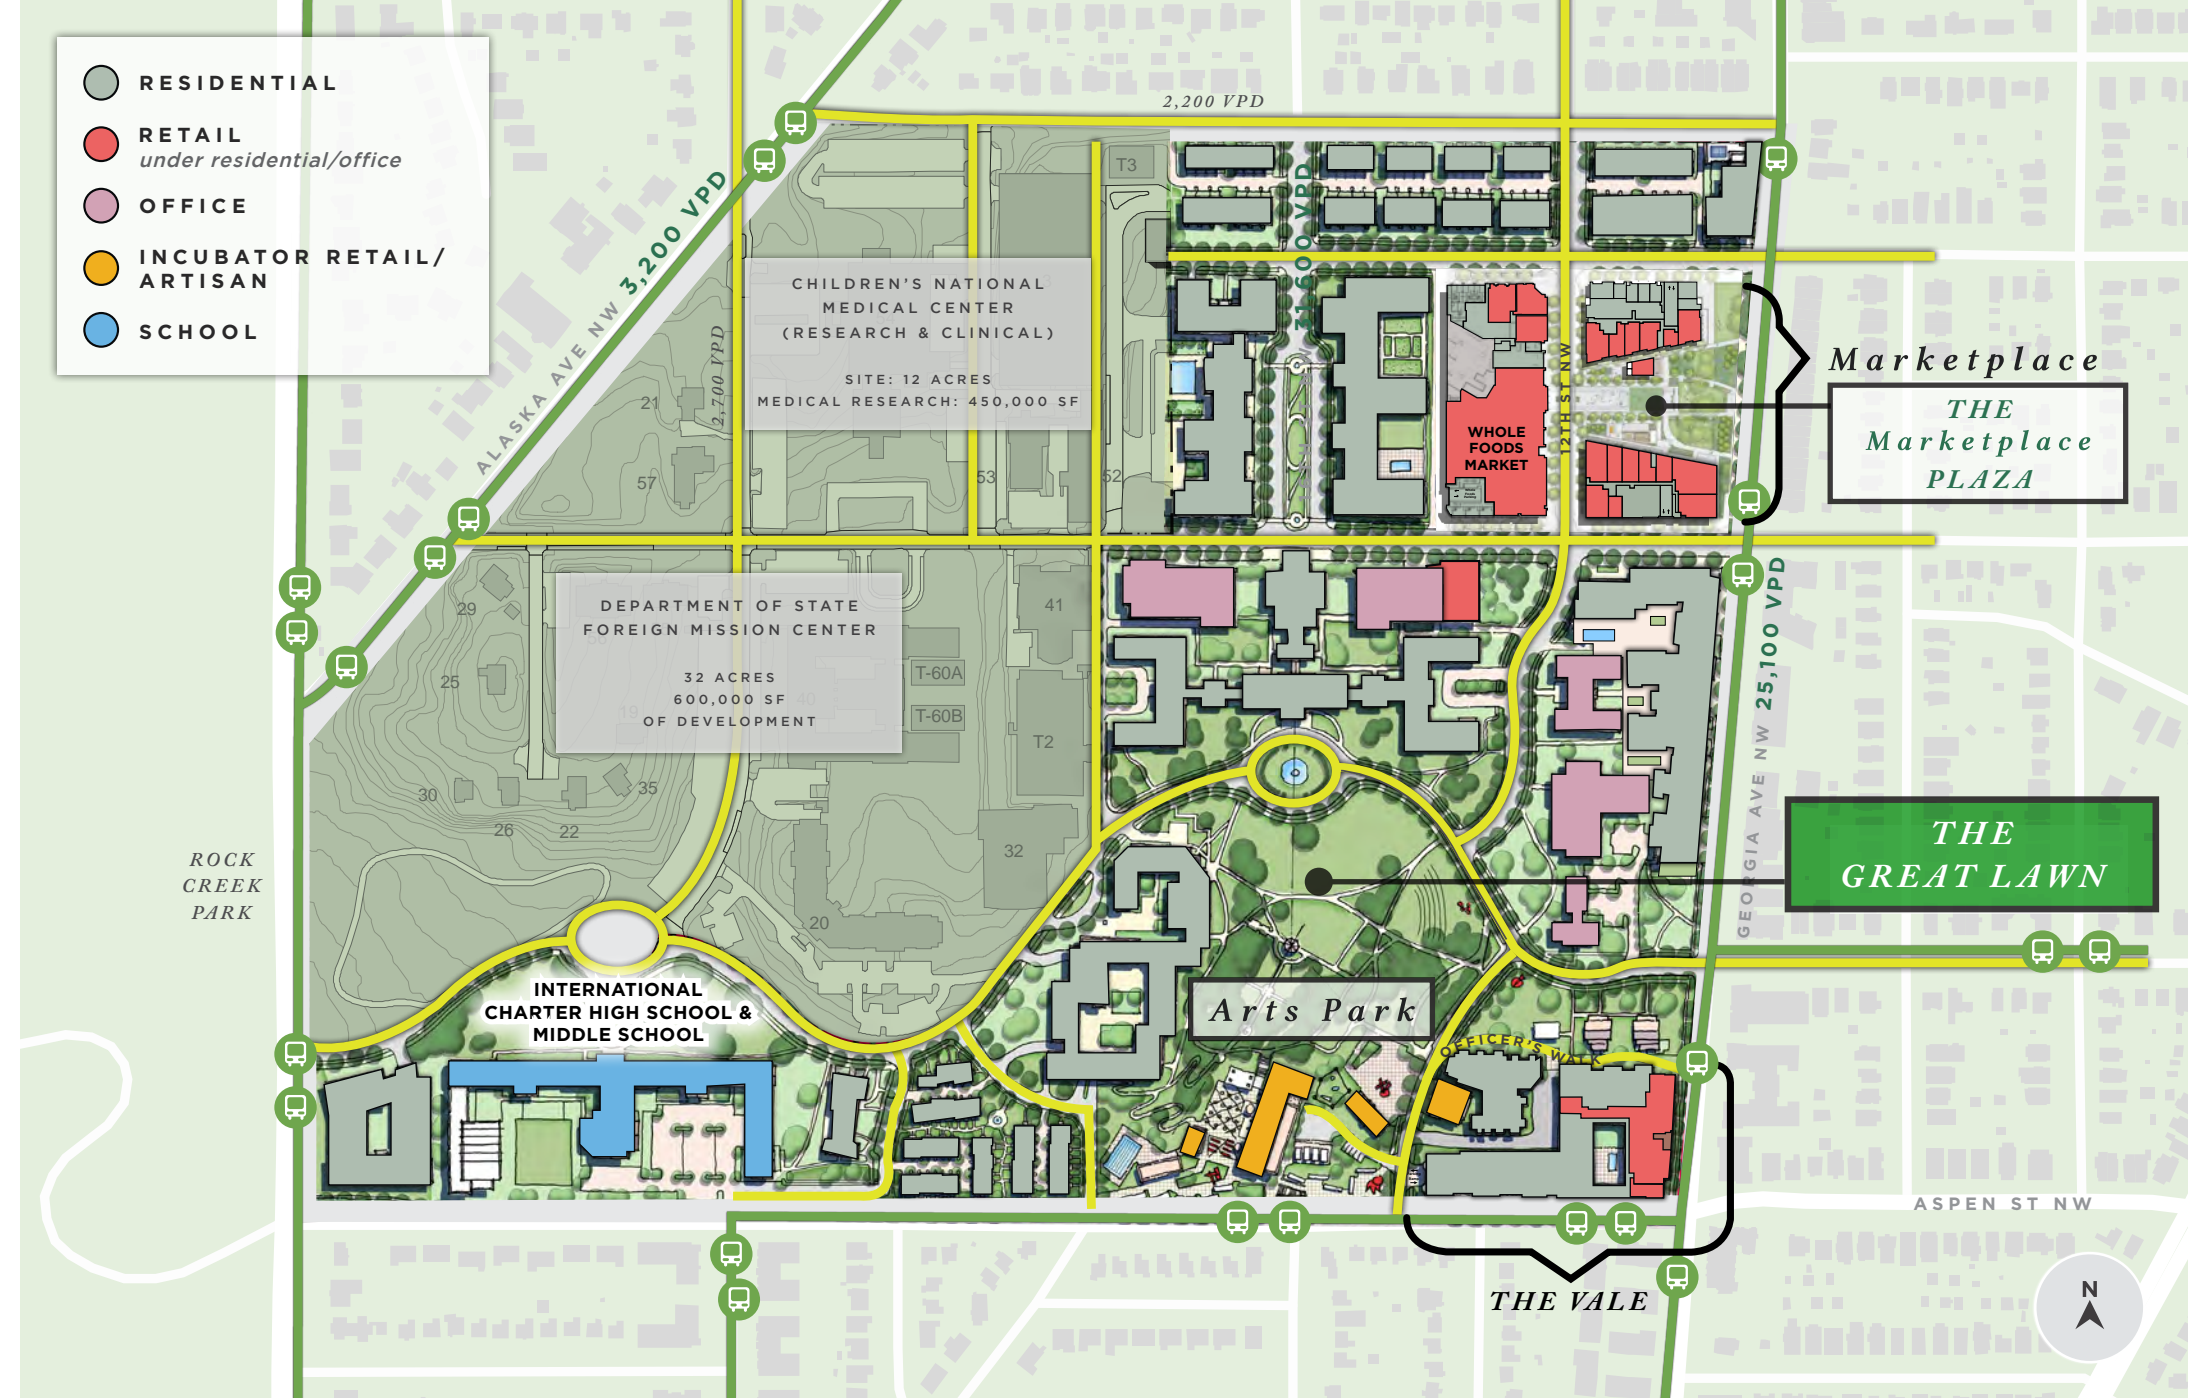 RESIDENTIAL
RETAIL
under residential/office
OFFICE
INCUBATOR RETAIL/
ARTISAN
SCHOOL
2,200 VPD
ALASKA AVE NW 3,200 VPD
2,700 VPD
31,600 VPD
T3
CHILDREN'S NATIONAL
MEDICAL CENTER
(RESEARCH & CLINICAL)
SITE: 12 ACRES
MEDICAL RESEARCH: 450,000 SF
21
57
53
52
12TH ST NW
WHOLE
FOODS
MARKET
Marketplace
THE
Marketplace
PLAZA
DEPARTMENT OF STATE
FOREIGN MISSION CENTER
32 ACRES
600,000 SF
OF DEVELOPMENT
29
25
19
40
41
T-60A
T-60B
T2
30
26
22
35
32
20
GEORGIA AVE NW 25,100 VPD
THE
GREAT LAWN
ROCK
CREEK
PARK
INTERNATIONAL
CHARTER HIGH SCHOOL &
MIDDLE SCHOOL
Arts Park
OFFICER'S WALK
ASPEN ST NW
THE VALE
N